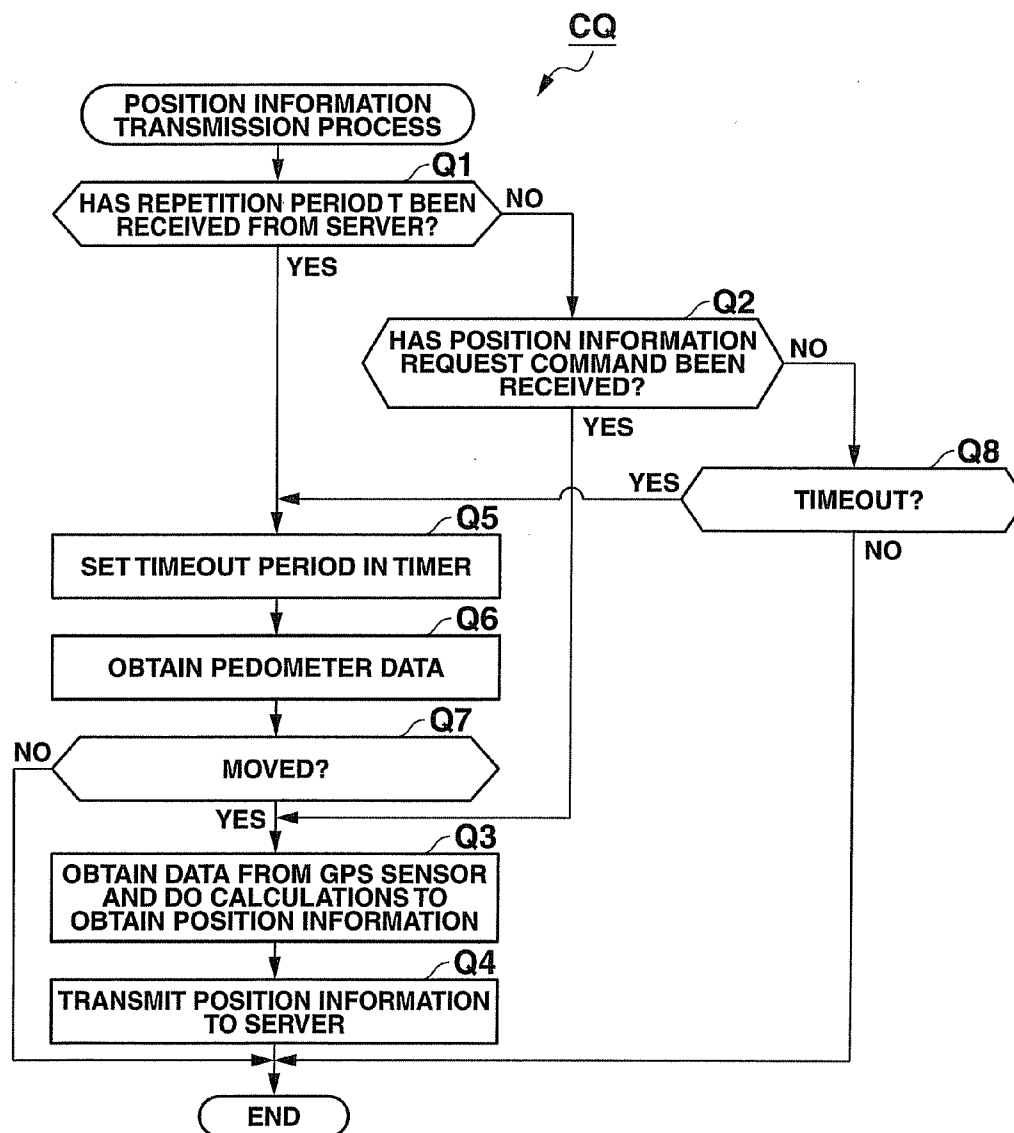 CQ
POSITION INFORMATION
TRANSMISSION PROCESS
Q1
HAS REPETITION PERIOD T BEEN
RECEIVED FROM SERVER?
NO
YES
Q2
HAS POSITION INFORMATION
REQUEST COMMAND BEEN
RECEIVED?
NO
YES
Q8
TIMEOUT?
YES
NO
Q5
SET TIMEOUT PERIOD IN TIMER
Q6
OBTAIN PEDOMETER DATA
Q7
MOVED?
NO
YES
Q3
OBTAIN DATA FROM GPS SENSOR
AND DO CALCULATIONS TO
OBTAIN POSITION INFORMATION
Q4
TRANSMIT POSITION INFORMATION
TO SERVER
END